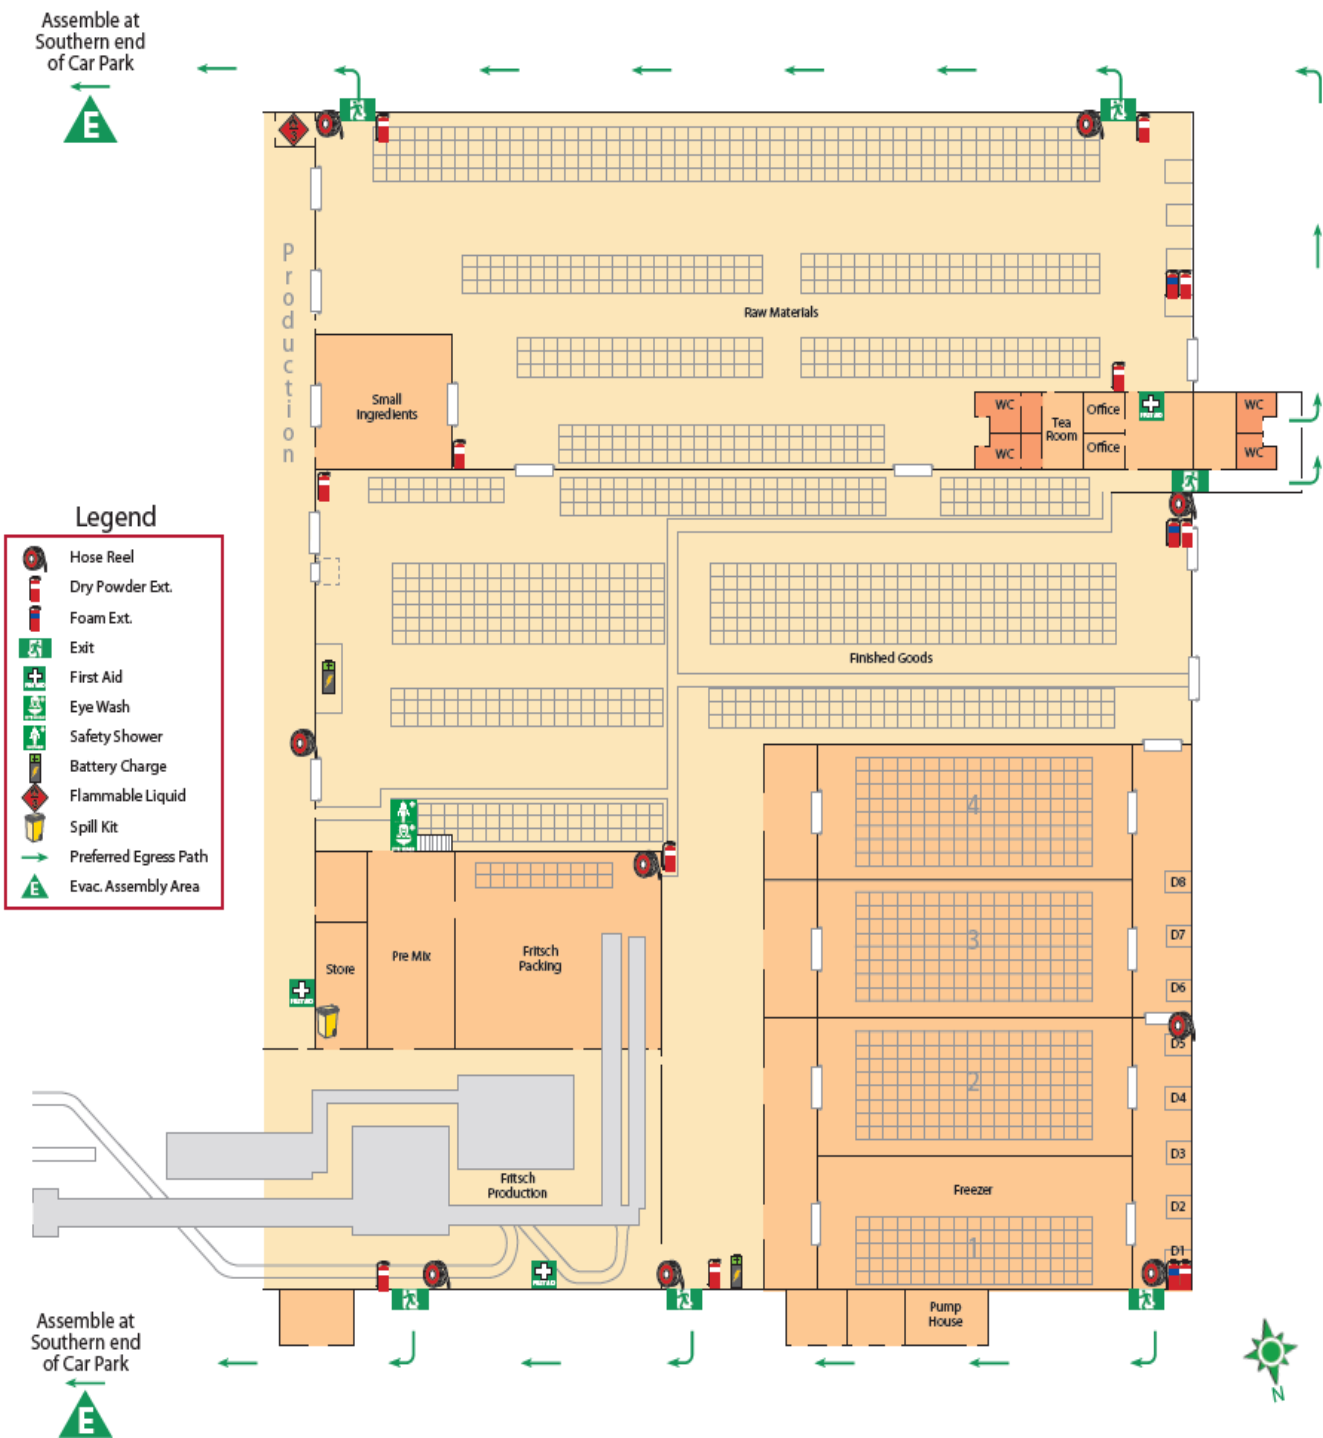 Assemble at
Southern end
of Car Park
E
Production
Raw Materials
Small
Ingredients
WC
WC
Tea
Room
Office
Office
WC
WC
Legend
Hose Reel
Dry Powder Ext.
Foam Ext.
Exit
First Aid
Eye Wash
Safety Shower
Battery Charge
Flammable Liquid
Spill Kit
Preferred Egress Path
E
Evac. Assembly Area
Finished Goods
4
3
2
Freezer
1
D8
D7
D6
D5
D4
D3
D2
D1
Store
Pre Mix
Fritsch
Packing
Fritsch
Production
Pump
House
Assemble at
Southern end
of Car Park
E
N